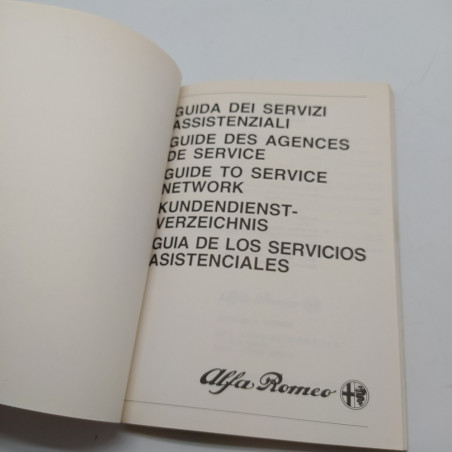 GUIDA DEI SERVIZI
ASSISTENZIALI
GUIDE DES AGENCES
DE SERVICE
GUIDE TO SERVICE
NETWORK
KUNDENDIENST-
VERZEICHNIS
GUIA DE LOS SERVICIOS
ASISTENCIALES
Alfa Romeo